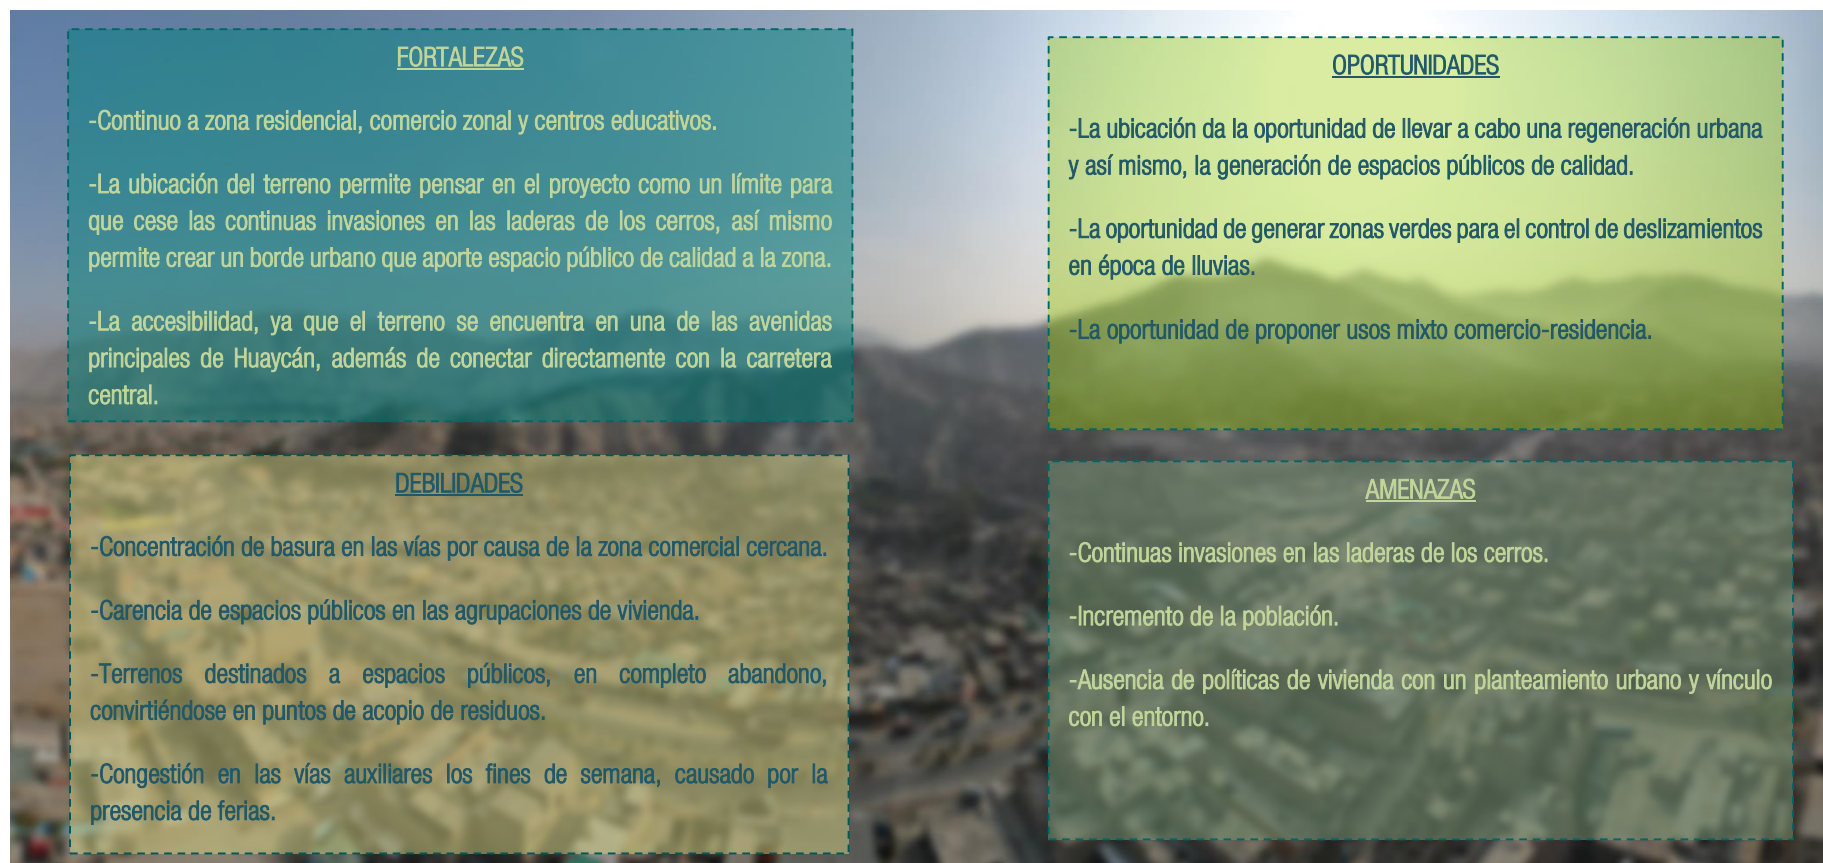 FORTALEZAS
-Continuo a zona residencial, comercio zonal y centros educativos.
-La ubicación del terreno permite pensar en el proyecto como un límite para
que cese las continuas invasiones en las laderas de los cerros, así mismo
permite crear un borde urbano que aporte espacio público de calidad a la zona.
-La accesibilidad, ya que el terreno se encuentra en una de las avenidas
principales de Huaycán, además de conectar directamente con la carretera
central.
OPORTUNIDADES
-La ubicación da la oportunidad de llevar a cabo una regeneración urbana
y así mismo, la generación de espacios públicos de calidad.
-La oportunidad de generar zonas verdes para el control de deslizamientos
en época de lluvias.
-La oportunidad de proponer usos mixto comercio-residencia.
DEBILIDADES
-Concentración de basura en las vías por causa de la zona comercial cercana.
-Carencia de espacios públicos en las agrupaciones de vivienda.
-Terrenos destinados a espacios públicos, en completo abandono,
convirtiéndose en puntos de acopio de residuos.
-Congestión en las vías auxiliares los fines de semana, causado por la
presencia de ferias.
AMENAZAS
-Continuas invasiones en las laderas de los cerros.
-Incremento de la población.
-Ausencia de políticas de vivienda con un planteamiento urbano y vínculo
con el entorno.